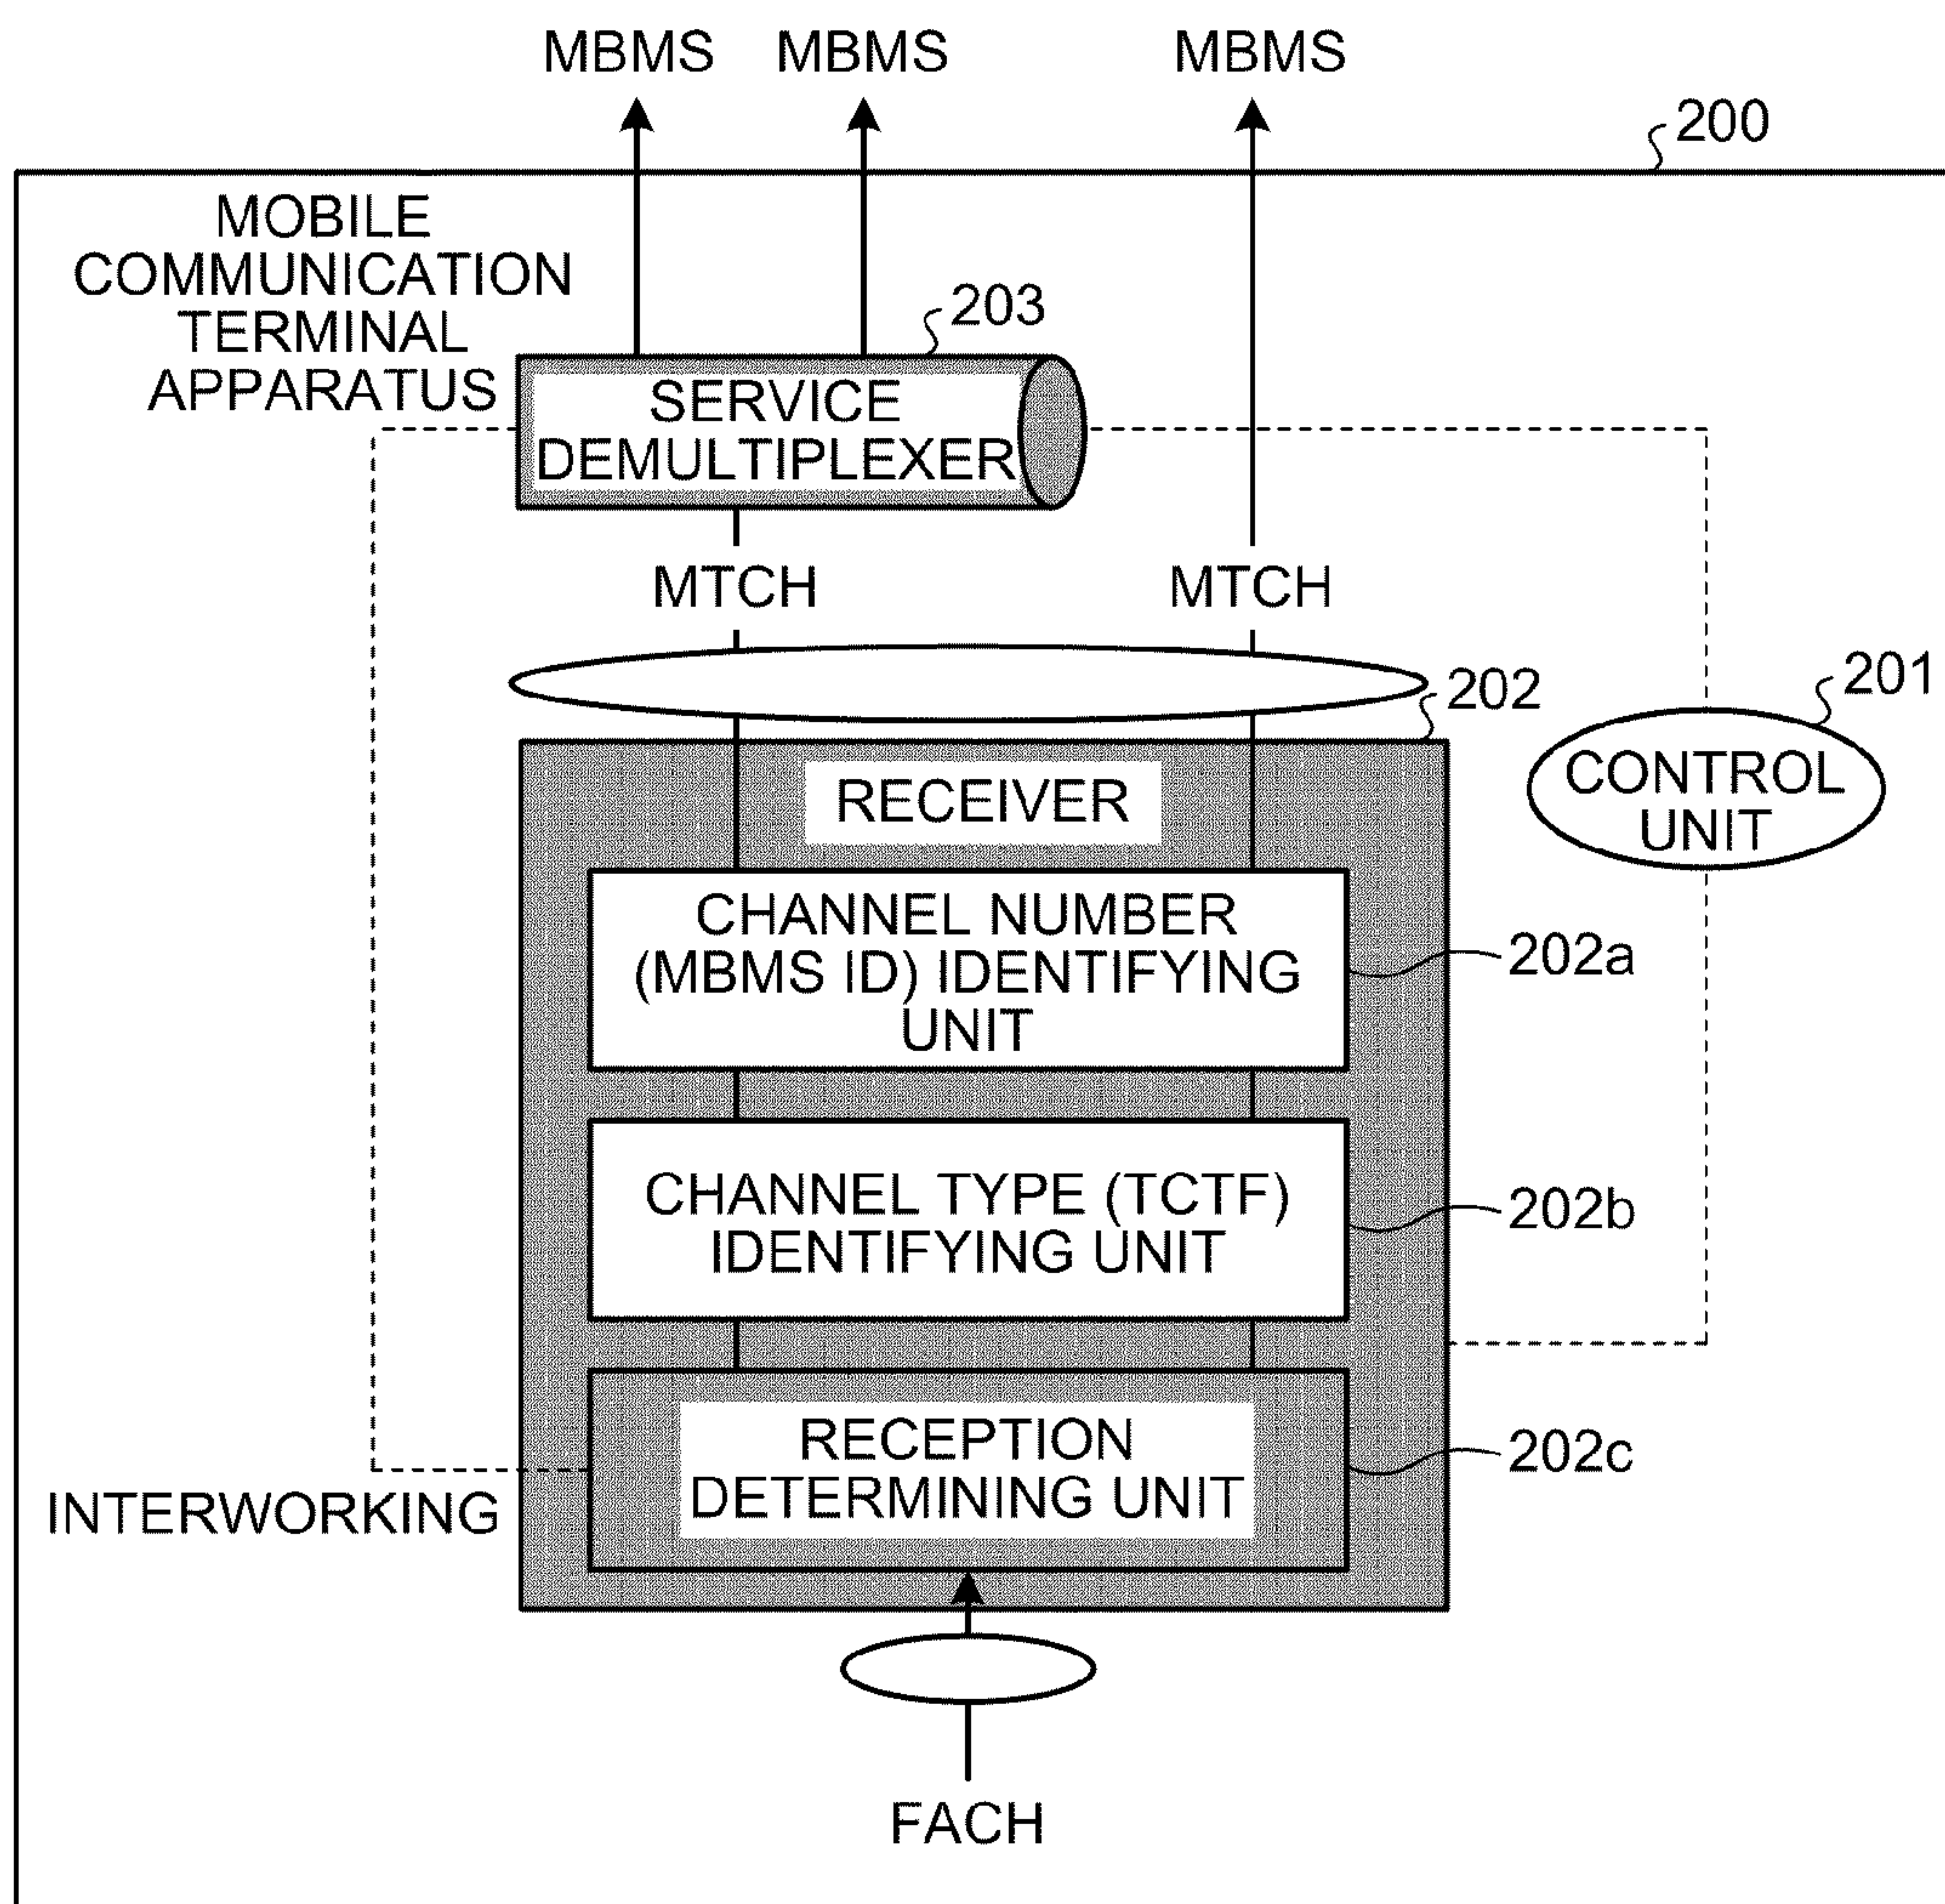 MBMS MBMS MBMS
200
MOBILE
COMMUNICATION
TERMINAL
APPARATUS
203
SERVICE
DEMULTIPLEXER
MTCH MTCH
202
201
RECEIVER
CONTROL
UNIT
CHANNEL NUMBER
(MBMS ID) IDENTIFYING
UNIT
202a
CHANNEL TYPE (TCTF)
IDENTIFYING UNIT
202b
RECEPTION
DETERMINING UNIT
202c
INTERWORKING
FACH